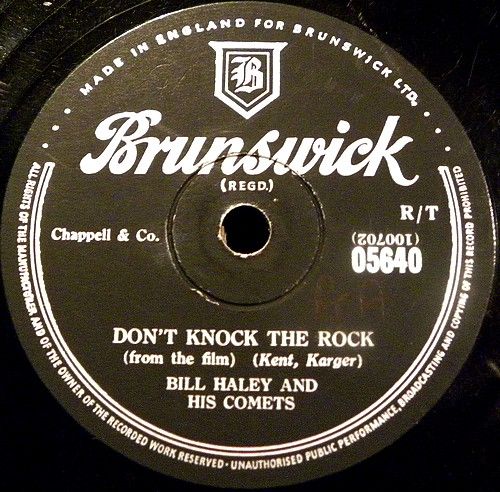 MADE IN ENGLAND FOR BRUNSWICK LTD.
B
Brunswick
(REGD.)
R/T
Chappell & Co.
(100702)
05640
DON'T KNOCK THE ROCK
(from the film) (Kent, Karger)
BILL HALEY AND
HIS COMETS
ALL RIGHTS OF THE MANUFACTURER AND OF THE OWNER OF THE RECORDED WORK RESERVED · UNAUTHORISED PUBLIC PERFORMANCE, BROADCASTING AND COPYING OF THIS RECORD PROHIBITED